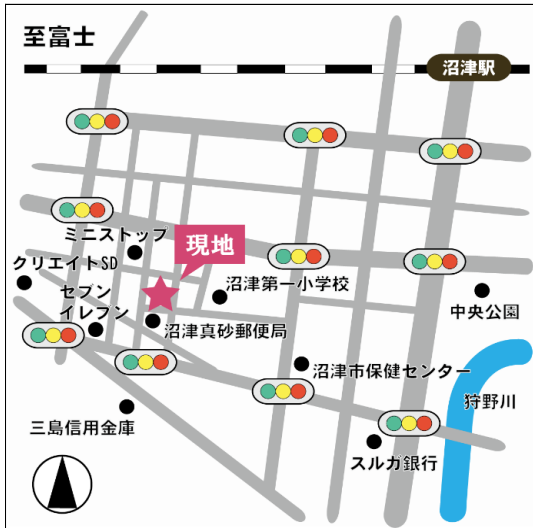 至富士
沼津駅
ミニストップ
現地
クリエイトSD
沼津第一小学校
セブン
イレブン
沼津真砂郵便局
中央公園
沼津市保健センター
狩野川
三島信用金庫
スルガ銀行